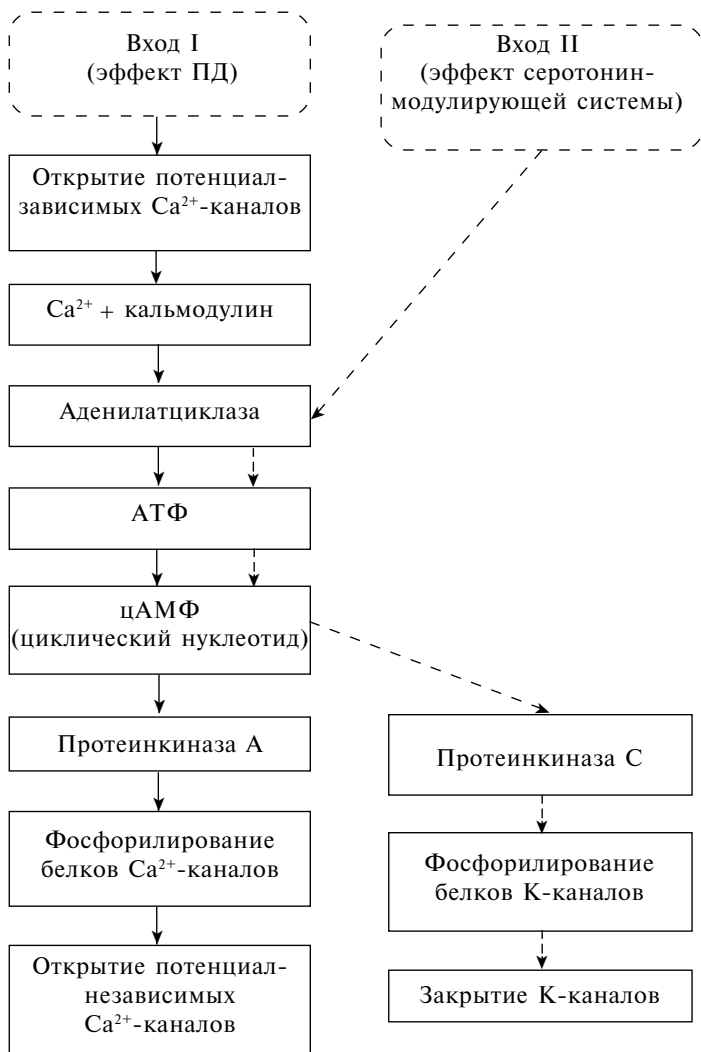 Вход I
(эффект ПД)
Вход II
(эффект серотонин-
модулирующей системы)
Открытие потенциал-
зависимых Ca²⁺-каналов
Ca²⁺ + кальмодулин
Аденилатциклаза
АТФ
цАМФ
(циклический нуклеотид)
Протеинкиназа А
Фосфорилирование
белков Ca²⁺-каналов
Открытие потенциал-
независимых
Ca²⁺-каналов
Протеинкиназа С
Фосфорилирование
белков К-каналов
Закрытие К-каналов